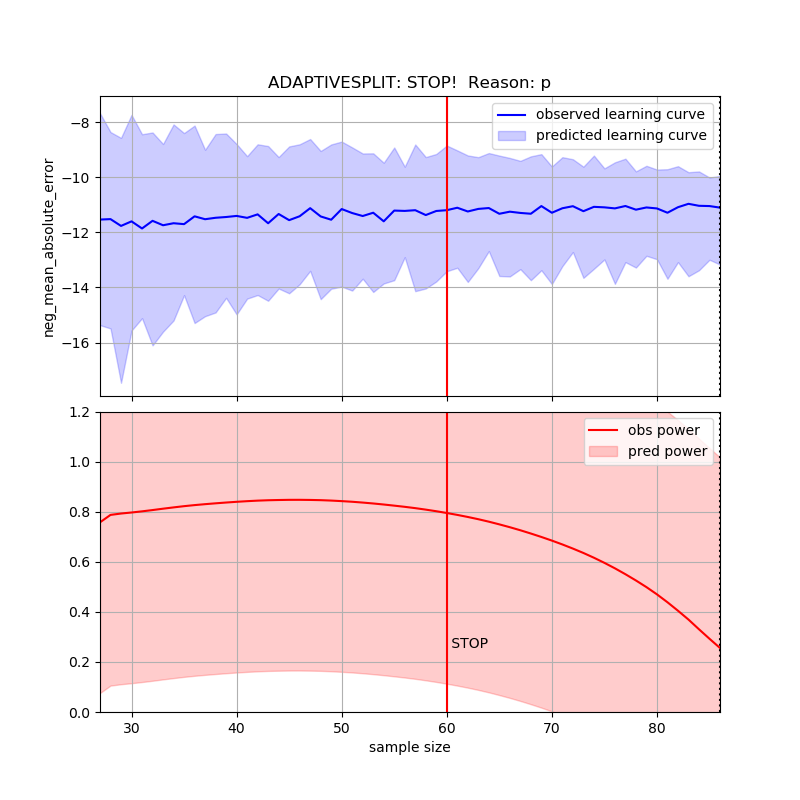 ADAPTIVESPLIT: STOP!  Reason: p
observed learning curve
predicted learning curve
neg_mean_absolute_error
−8
−10
−12
−14
−16
obs power
pred power
1.2
1.0
0.8
0.6
0.4
0.2
0.0
STOP
30 40 50 60 70 80
sample size